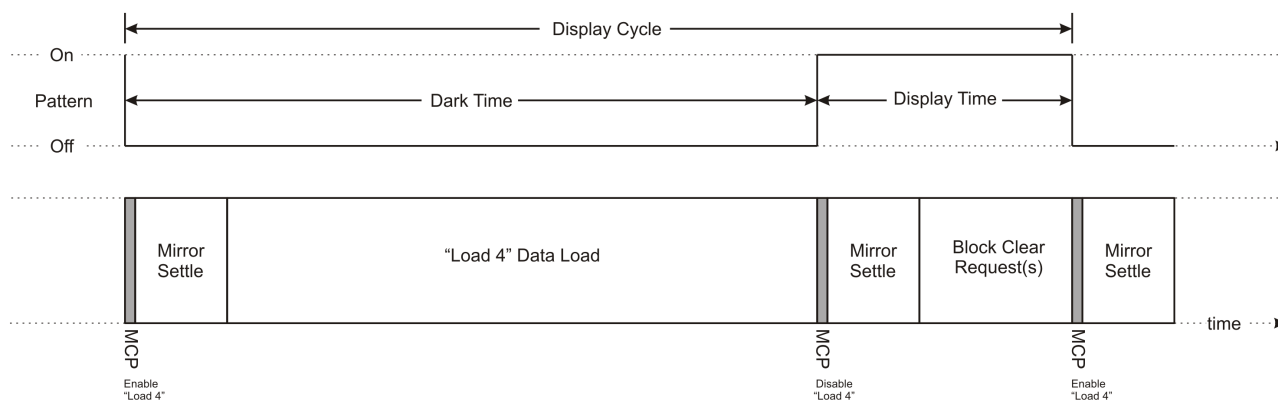 Display Cycle
On
Pattern
Dark Time
Display Time
Off
Mirror
Settle
“Load 4” Data Load
Mirror
Settle
Block Clear
Request(s)
Mirror
Settle
time
MCP
Enable
“Load 4”
MCP
Disable
“Load 4”
MCP
Enable
“Load 4”